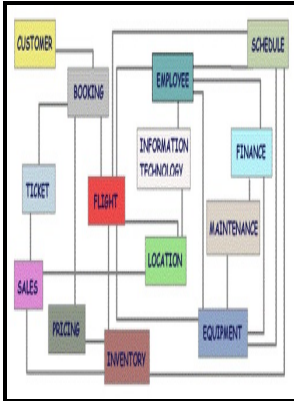 CUSTOMER
SCHEDULE
EMPLOYEE
BOOKING
INFORMATION
TECHNOLOGY
FINANCE
TICKET
FLIGHT
MAINTENANCE
LOCATION
SALES
PRICING
EQUIPMENT
INVENTORY